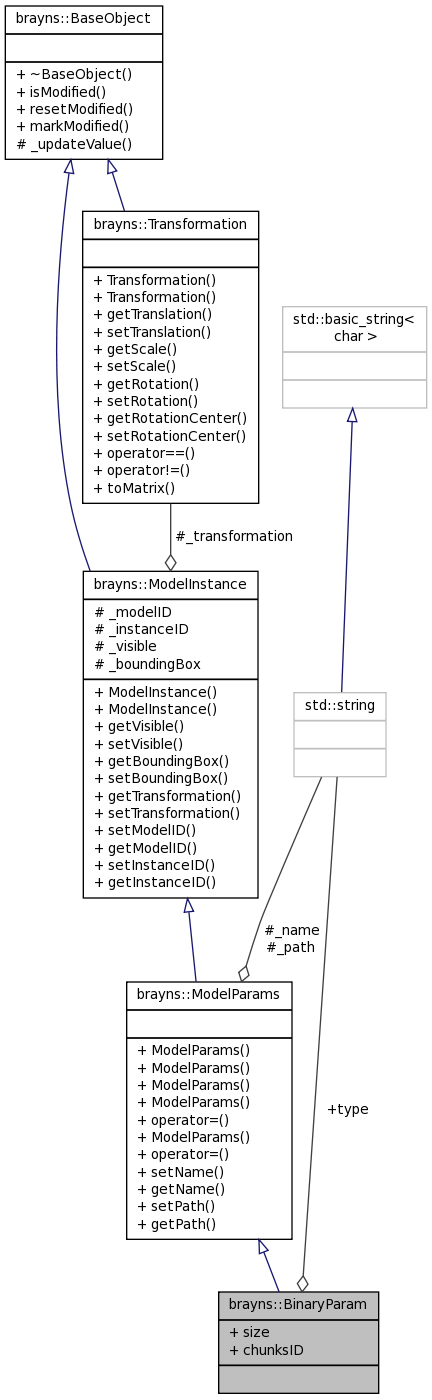 brayns::BaseObject
+ ~BaseObject()
+ isModified()
+ resetModified()
+ markModified()
# _updateValue()
brayns::Transformation
+ Transformation()
+ Transformation()
+ getTranslation()
+ setTranslation()
+ getScale()
+ setScale()
+ getRotation()
+ setRotation()
+ getRotationCenter()
+ setRotationCenter()
+ operator==()
+ operator!=()
+ toMatrix()
std::basic_string<
char >
#_transformation
brayns::ModelInstance
# _modelID
# _instanceID
# _visible
# _boundingBox
+ ModelInstance()
+ ModelInstance()
+ getVisible()
+ setVisible()
+ getBoundingBox()
+ setBoundingBox()
+ getTransformation()
+ setTransformation()
+ setModelID()
+ getModelID()
+ setInstanceID()
+ getInstanceID()
std::string
#_name
#_path
brayns::ModelParams
+ ModelParams()
+ ModelParams()
+ ModelParams()
+ ModelParams()
+ operator=()
+ ModelParams()
+ operator=()
+ setName()
+ getName()
+ setPath()
+ getPath()
+type
brayns::BinaryParam
+ size
+ chunksID